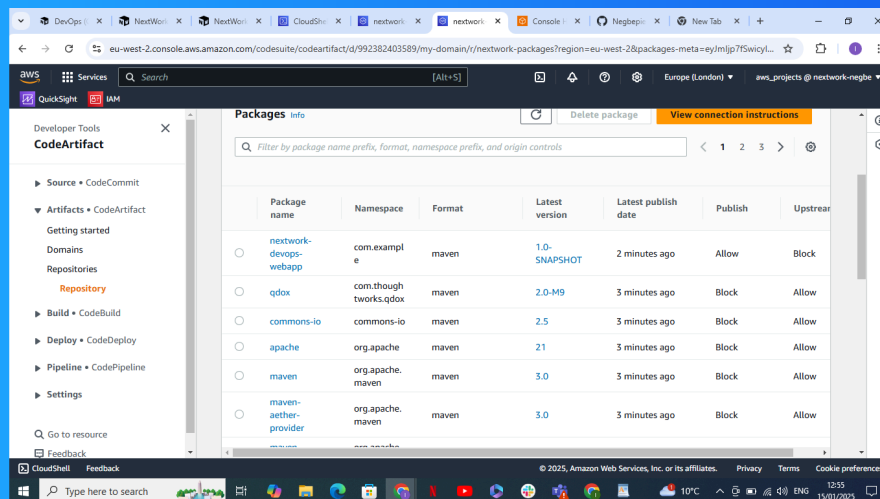 DevOps
NextWork
NextWork
CloudShe
nextwork
nextwork
Console
Negbepie
New Tab
eu-west-2.console.aws.amazon.com/codesuite/codeartifact/d/992382403589/my-domain/r/nextwork-packages?region=eu-west-2&packages-meta=eyJmIjp7fSwicyI...
aws Services Search [Alt+S] Europe (London) aws_projects @ nextwork-negbe
QuickSight IAM
Developer Tools
CodeArtifact
Source • CodeCommit
Artifacts • CodeArtifact
Getting started
Domains
Repositories
Repository
Build • CodeBuild
Deploy • CodeDeploy
Pipeline • CodePipeline
Settings
Go to resource
Feedback
Packages Info Delete package View connection instructions
Filter by package name prefix, format, namespace prefix, and origin controls 1 2 3
Package name Namespace Format Latest version Latest publish date Publish Upstrear
nextwork-devops-webapp com.example maven 1.0-SNAPSHOT 2 minutes ago Allow Block
qdox com.thoughtworks.qdox maven 2.0-M9 3 minutes ago Block Allow
commons-io commons-io maven 2.5 3 minutes ago Block Allow
apache org.apache maven 21 3 minutes ago Block Allow
maven org.apache.maven maven 3.0 3 minutes ago Block Allow
maven-aether-provider org.apache.maven maven 3.0 3 minutes ago Block Allow
CloudShell Feedback © 2025, Amazon Web Services, Inc. or its affiliates. Privacy Terms Cookie preferences
Type here to search 10°C ENG 12:55
15/01/2025